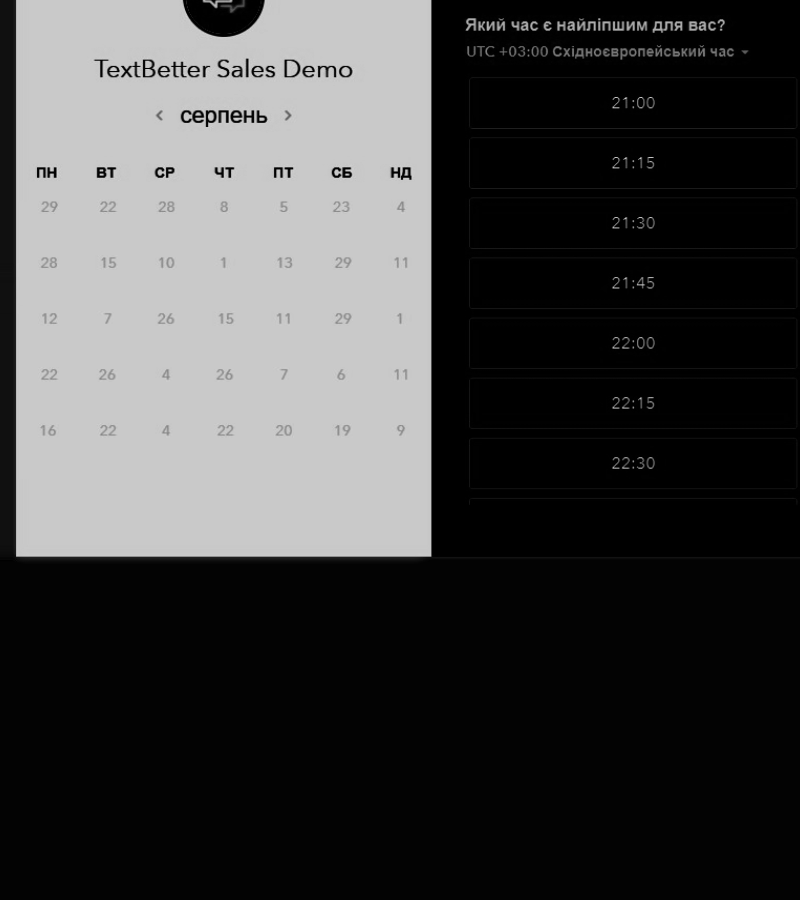 TextBetter Sales Demo
серпень
ПН ВТ СР ЧТ ПТ СБ НД
29 22 28 8 5 23 4
28 15 10 1 13 29 11
12 7 26 15 11 29 1
22 26 4 26 7 6 11
16 22 4 22 20 19 9
Який час є найліпшим для вас?
UTC +03:00 Східноєвропейський час
21:00
21:15
21:30
21:45
22:00
22:15
22:30